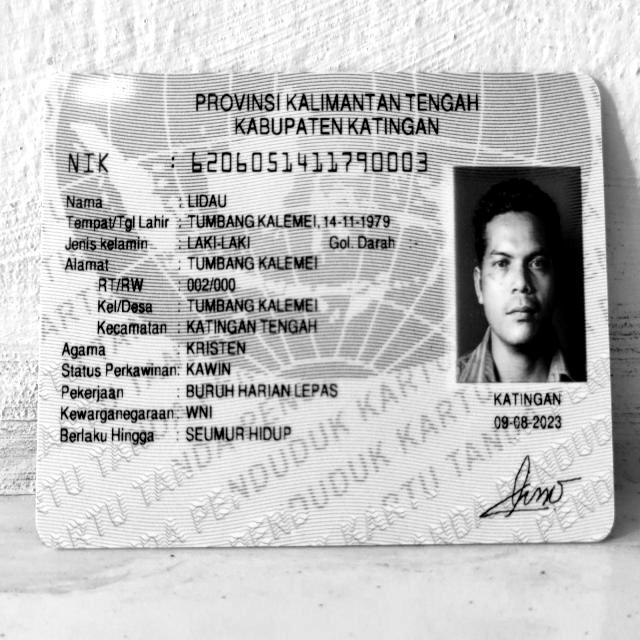 PROVINSI KALIMANTAN TENGAH
KABUPATEN KATINGAN
NIK : 6206051411790003
Nama : LIDAU
Tempat/Tgl Lahir : TUMBANG KALEMEI, 14-11-1979
Jenis kelamin : LAKI-LAKI Gol. Darah :-
Alamat : TUMBANG KALEMEI
RT/RW : 002/000
Kel/Desa : TUMBANG KALEMEI
Kecamatan : KATINGAN TENGAH
Agama : KRISTEN
Status Perkawinan: KAWIN
Pekerjaan : BURUH HARIAN LEPAS
Kewarganegaraan: WNI
Berlaku Hingga : SEUMUR HIDUP
KATINGAN
09-08-2023
KARTU TANDA PENDUDUK KARTU TANDA PENDUDUK